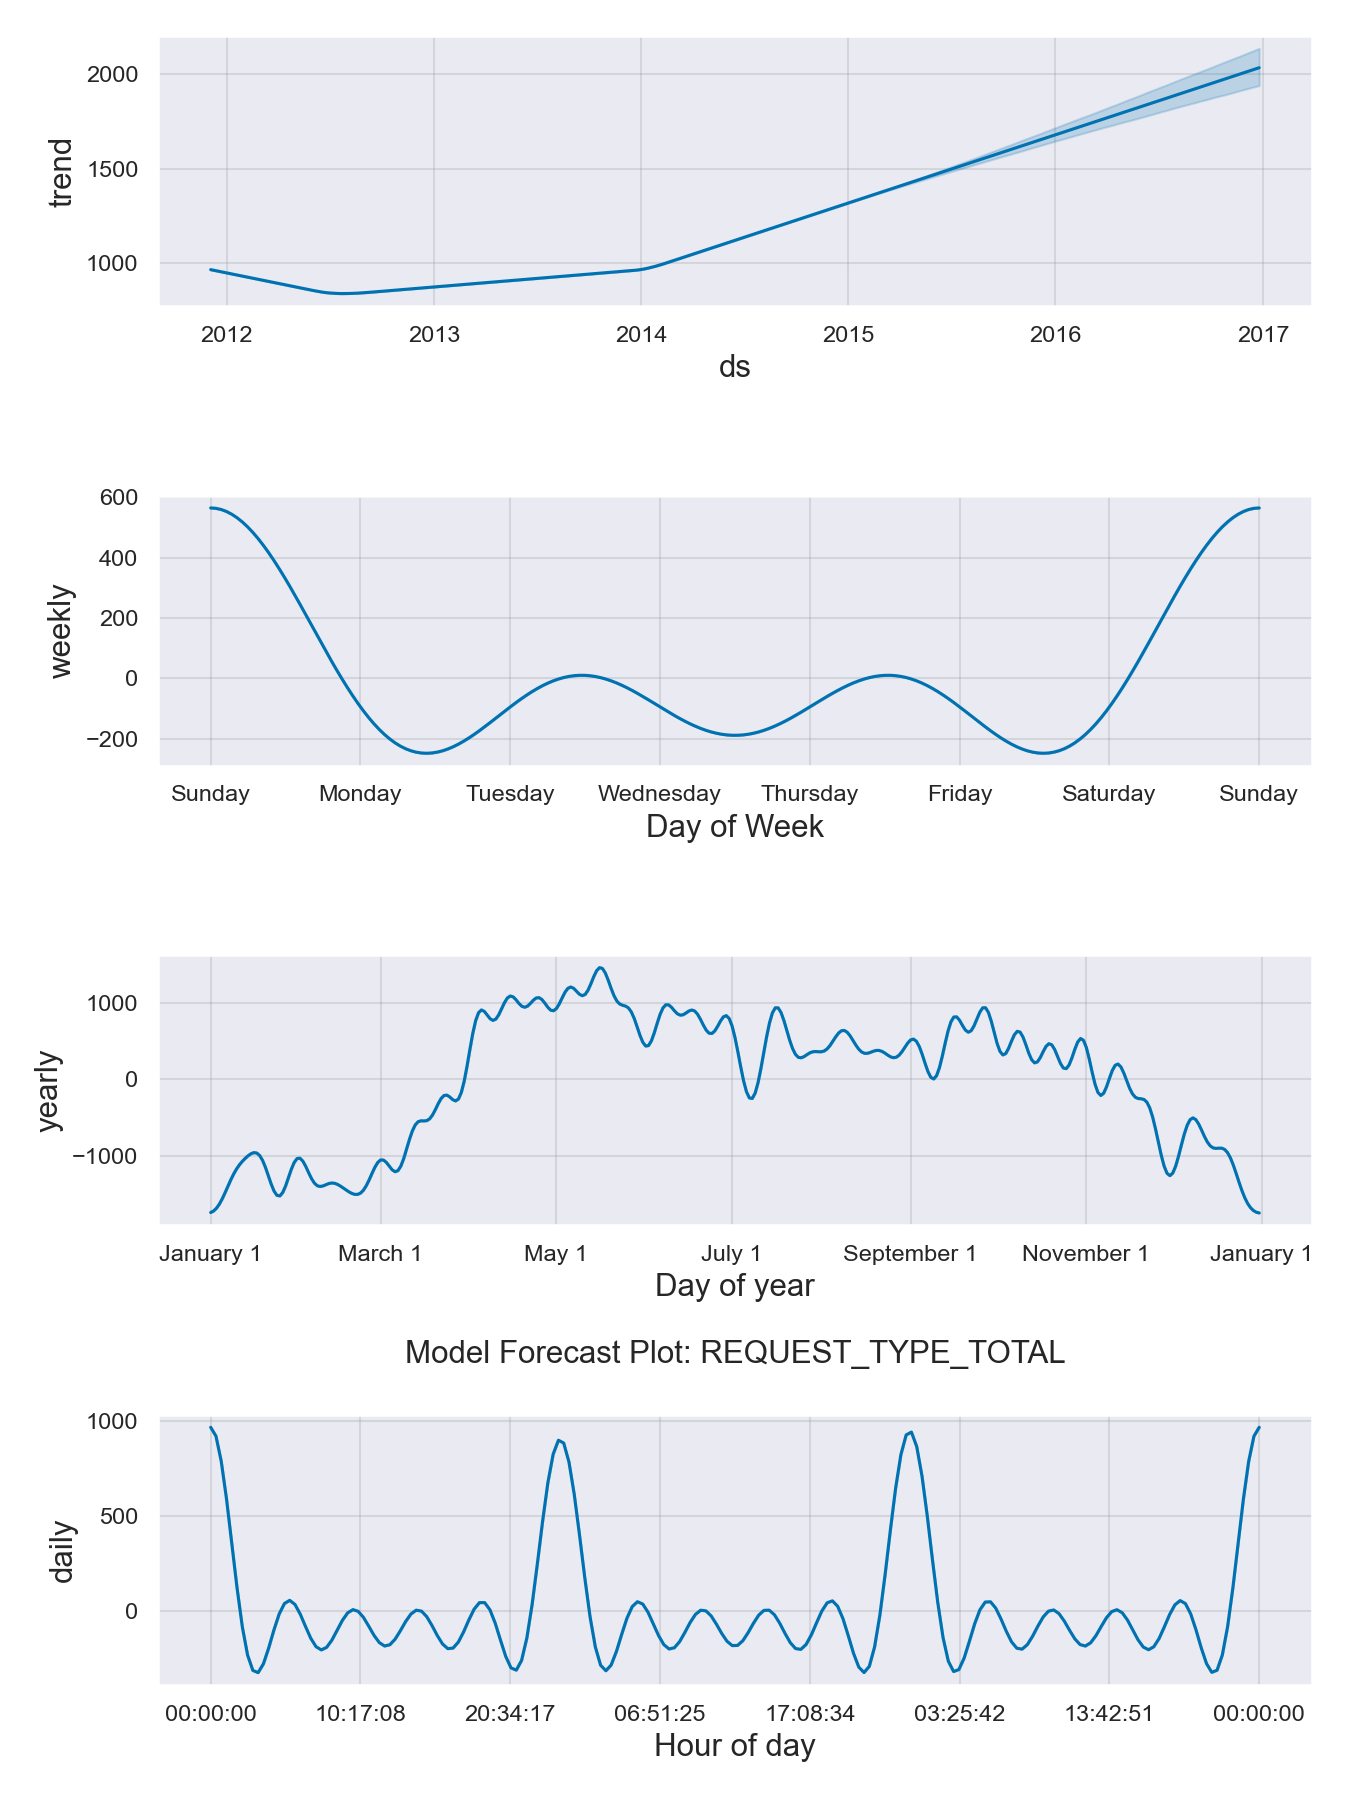 2000
1500
1000
trend
2012 2013 2014 2015 2016 2017
ds
600
400
200
0
−200
weekly
Sunday Monday Tuesday Wednesday Thursday Friday Saturday Sunday
Day of Week
1000
0
−1000
yearly
January 1 March 1 May 1 July 1 September 1 November 1 January 1
Day of year
Model Forecast Plot: REQUEST_TYPE_TOTAL
1000
500
0
daily
00:00:00 10:17:08 20:34:17 06:51:25 17:08:34 03:25:42 13:42:51 00:00:00
Hour of day